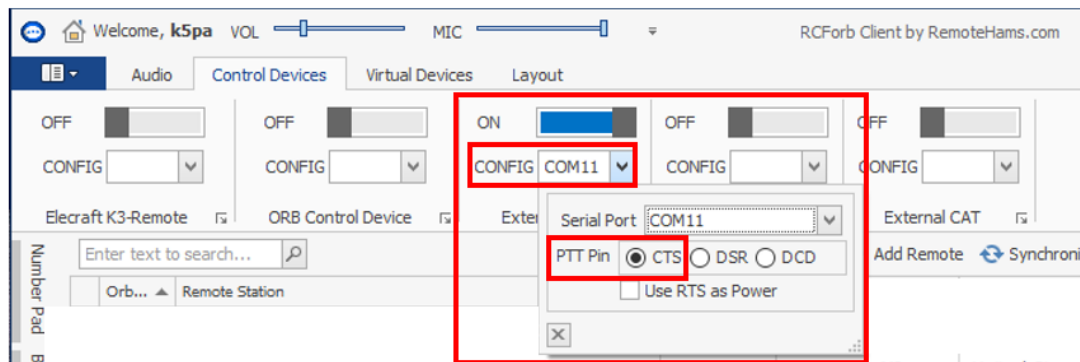 Welcome, k5pa VOL MIC RCForb Client by RemoteHams.com
Audio Control Devices Virtual Devices Layout
OFF OFF ON OFF OFF
CONFIG CONFIG CONFIG COM11 CONFIG CONFIG
Elecraft K3-Remote ORB Control Device External CAT
Serial Port COM11
PTT Pin CTS DSR DCD
Use RTS as Power
Enter text to search... Add Remote
Orb... Remote Station
Number Pad